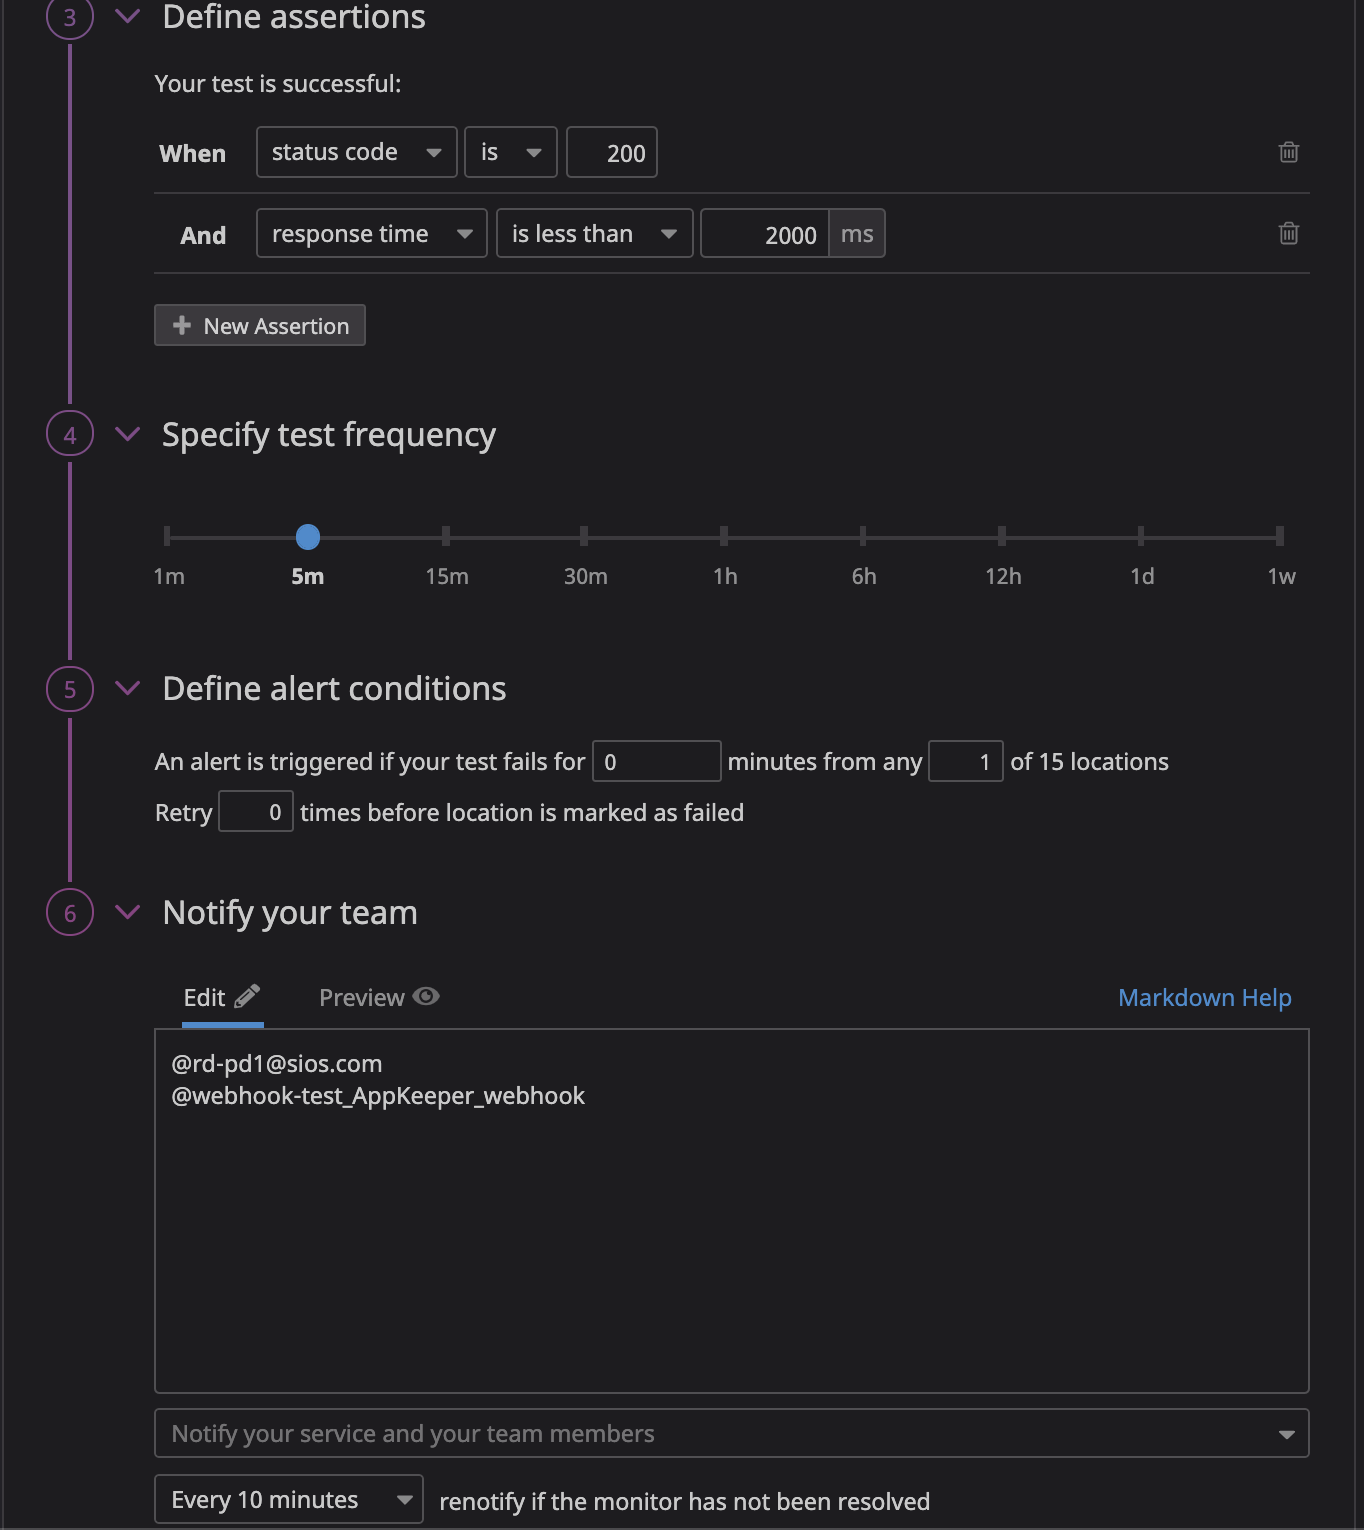 3 Define assertions
Your test is successful:
When status code is 200
And response time is less than 2000 ms
New Assertion
4 Specify test frequency
1m 5m 15m 30m 1h 6h 12h 1d 1w
5 Define alert conditions
An alert is triggered if your test fails for 0 minutes from any 1 of 15 locations
Retry 0 times before location is marked as failed
6 Notify your team
Edit Preview Markdown Help
@rd-pd1@sios.com
@webhook-test_AppKeeper_webhook
Notify your service and your team members
Every 10 minutes renotify if the monitor has not been resolved